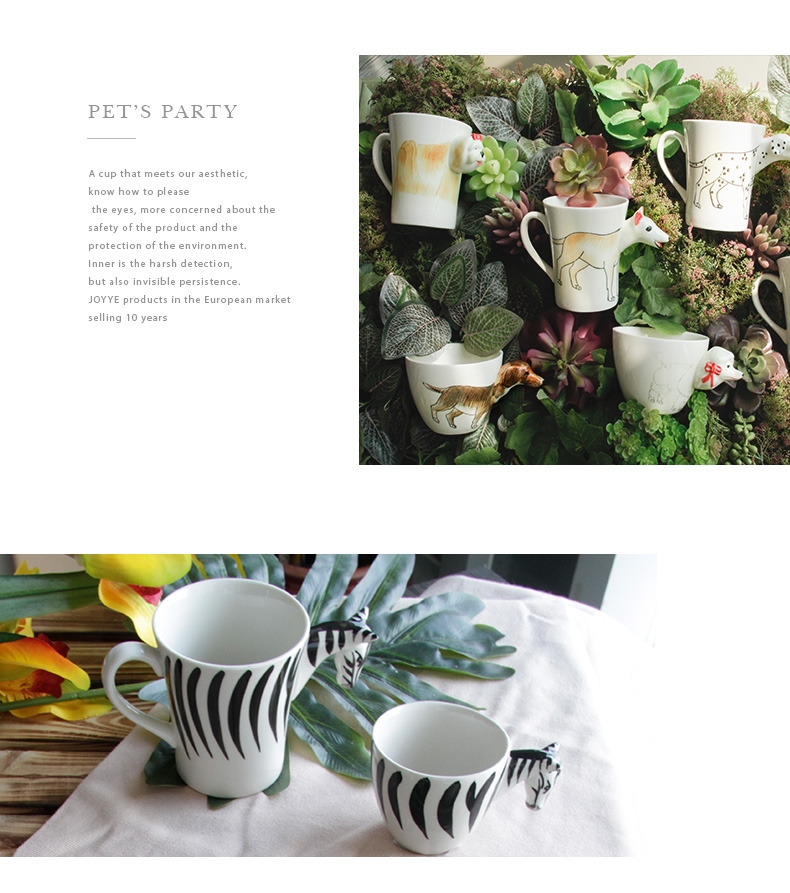 PET'S PARTY
A cup that meets our aesthetic,
know how to please
the eyes, more concerned about the
safety of the product and the
protection of the environment.
Inner is the harsh detection,
but also invisible persistence.
JOYYE products in the European market
selling 10 years